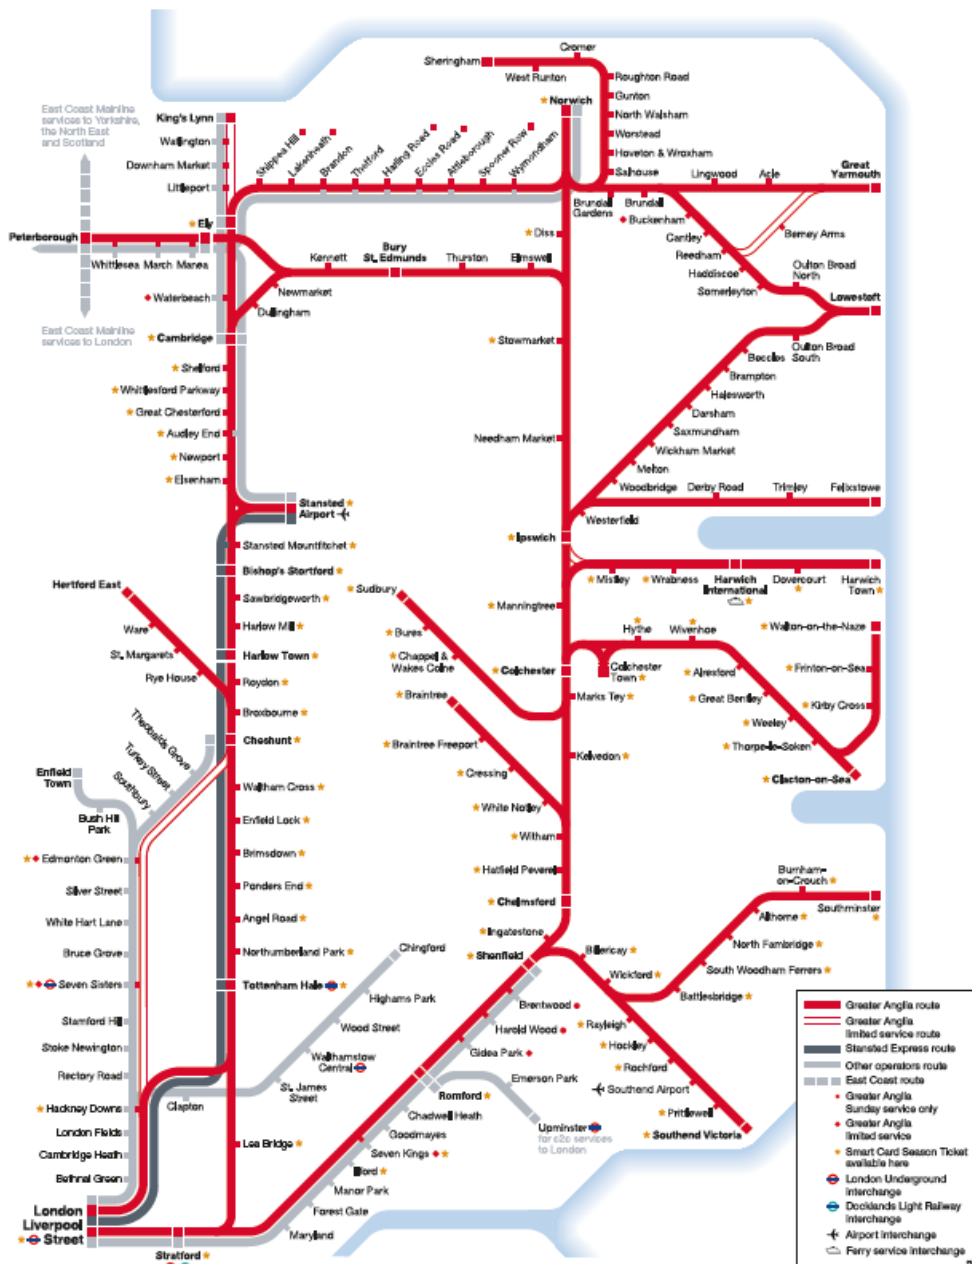 Cromer
Sheringham
West Runton
Roughton Road
Gunton
North Walsham
Worstead
Hoveton & Wroxham
Salhouse
East Coast Mainline
services to Yorkshire,
the North East
and Scotland
King's Lynn
Watlington
Downham Market
Littleport
Ely
Shippea Hill
Lakenheath
Brandon
Thetford
Harling Road
Eccles Road
Attleborough
Spooner Row
Wymondham
Norwich
Lingwood
Acle
Great
Yarmouth
Brundall
Gardens
Brundall
Buckenham
Cantley
Reedham
Haddiscoe
Somerleyton
Berney Arms
Oulton Broad
North
Lowestoft
Oulton Broad
South
Peterborough
Whittlesea
March
Manea
Waterbeach
Cambridge
East Coast Mainline
services to London
Kennett
Bury
St. Edmunds
Thurston
Elmswell
Newmarket
Dullingham
Diss
Stowmarket
Needham Market
Beccles
Brampton
Halesworth
Darsham
Saxmundham
Wickham Market
Melton
Woodbridge
Derby Road
Trimley
Felixstowe
Westerfield
Ipswich
Shelford
Whittlesford Parkway
Great Chesterford
Audley End
Newport
Elsenham
Stansted
Airport
Stansted Mountfitchet
Bishop's Stortford
Sawbridgeworth
Harlow Mill
Harlow Town
Roydon
Broxbourne
Cheshunt
Waltham Cross
Enfield Lock
Brimsdown
Ponders End
Angel Road
Northumberland Park
Tottenham Hale
Lea Bridge
Hertford East
Ware
St. Margarets
Rye House
Theobalds Grove
Turkey Street
Southbury
Enfield
Town
Bush Hill
Park
Edmonton Green
Silver Street
White Hart Lane
Bruce Grove
Seven Sisters
Stamford Hill
Stoke Newington
Rectory Road
Hackney Downs
London Fields
Cambridge Heath
Bethnal Green
London
Liverpool
Street
Stratford
Clapton
St. James
Street
Walthamstow
Central
Wood Street
Highams Park
Chingford
Mistley
Wrabness
Harwich
International
Dovercourt
Harwich
Town
Manningtree
Sudbury
Bures
Chappel &
Wakes Colne
Colchester
Colchester
Town
Hythe
Wivenhoe
Alresford
Great Bentley
Weeley
Thorpe-le-Soken
Clacton-on-Sea
Walton-on-the-Naze
Frinton-on-Sea
Kirby Cross
Marks Tey
Kelvedon
Braintree
Braintree Freeport
Cressing
White Notley
Witham
Hatfield Peverel
Chelmsford
Ingatestone
Shenfield
Billericay
Wickford
Rayleigh
Hockley
Rochford
Southend Airport
Prittlewell
Southend Victoria
Battlesbridge
South Woodham Ferrers
North Fambridge
Althorne
Burnham-
on-Crouch
Southminster
Brentwood
Harold Wood
Gidea Park
Romford
Emerson Park
Upminster
for c2c services
to London
Chadwell Heath
Goodmayes
Seven Kings
Ilford
Manor Park
Forest Gate
Maryland
Greater Anglia route
Greater Anglia
limited service route
Stansted Express route
Other operators route
East Coast route
Greater Anglia
Sunday service only
Greater Anglia
limited service
Smart Card Season Ticket
available here
London Underground
Interchange
Docklands Light Railway
Interchange
Airport Interchange
Ferry service Interchange